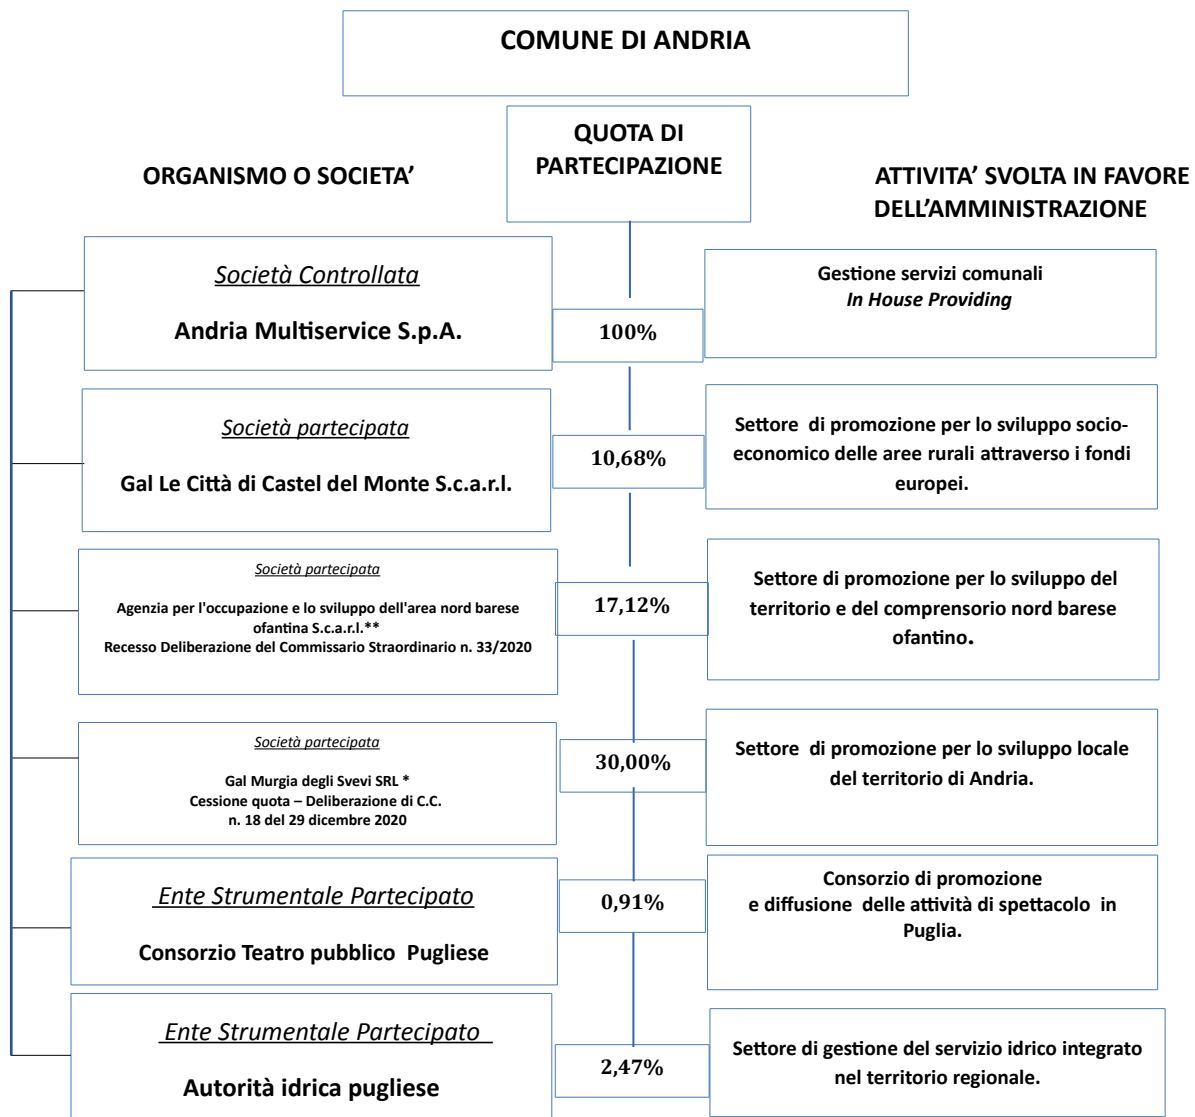 COMUNE DI ANDRIA
QUOTA DI
PARTECIPAZIONE
ORGANISMO O SOCIETA’
ATTIVITA’ SVOLTA IN FAVORE
DELL’AMMINISTRAZIONE
Società Controllata
Andria Multiservice S.p.A.
100%
Gestione servizi comunali
In House Providing
Società partecipata
Gal Le Città di Castel del Monte S.c.a.r.l.
10,68%
Settore di promozione per lo sviluppo socio-
economico delle aree rurali attraverso i fondi
europei.
Società partecipata
Agenzia per l'occupazione e lo sviluppo dell'area nord barese
ofantina S.c.a.r.l.**
Recesso Deliberazione del Commissario Straordinario n. 33/2020
17,12%
Settore di promozione per lo sviluppo del
territorio e del comprensorio nord barese
ofantino.
Società partecipata
Gal Murgia degli Svevi SRL *
Cessione quota – Deliberazione di C.C.
n. 18 del 29 dicembre 2020
30,00%
Settore di promozione per lo sviluppo locale
del territorio di Andria.
Ente Strumentale Partecipato
Consorzio Teatro pubblico Pugliese
0,91%
Consorzio di promozione
e diffusione delle attività di spettacolo in
Puglia.
Ente Strumentale Partecipato
Autorità idrica pugliese
2,47%
Settore di gestione del servizio idrico integrato
nel territorio regionale.